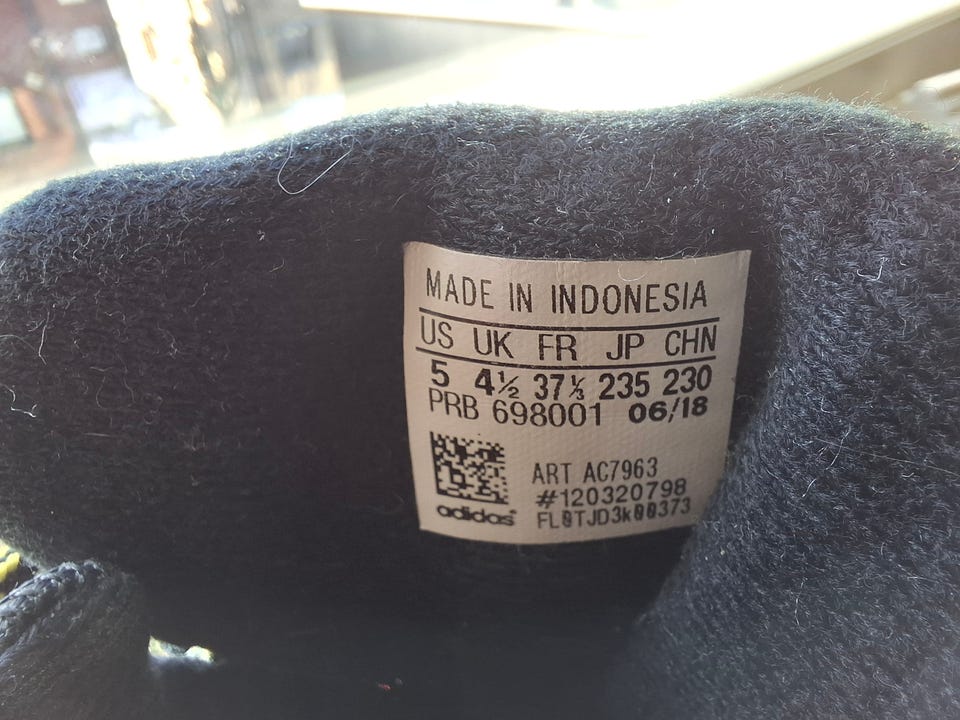 MADE IN INDONESIA
US UK FR JP CHN
5 4½ 37⅓ 235 230
PRB 698001 06/18
ART AC7963
#120320798
adidas FL0TJD3k00373